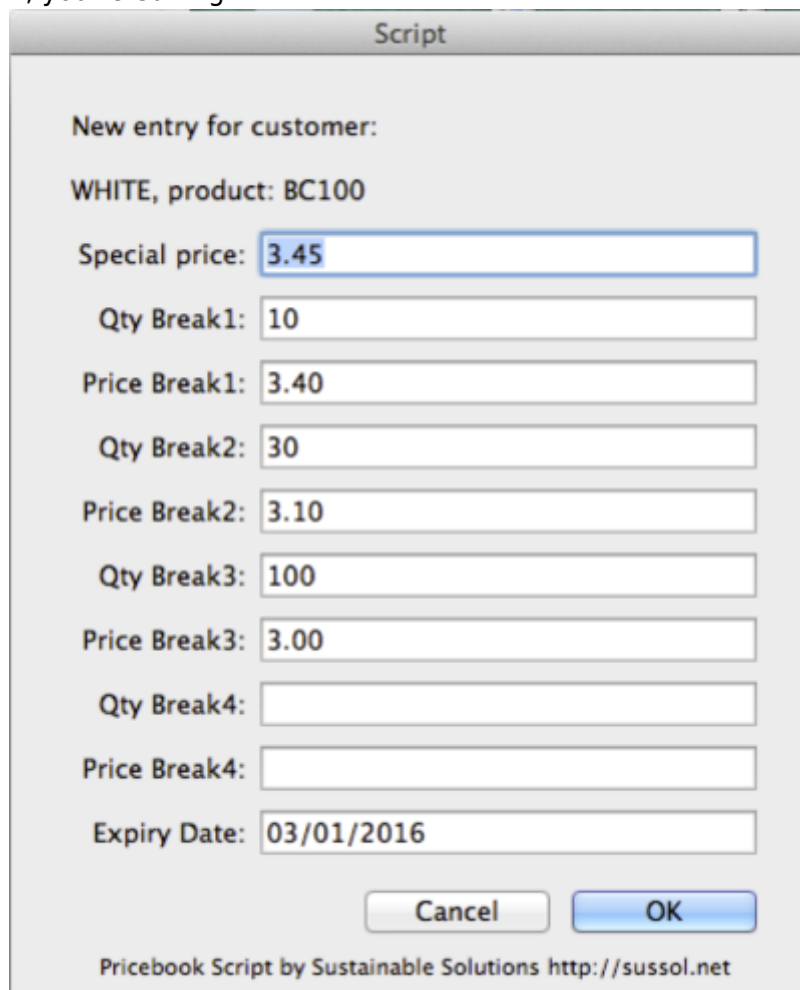 Script
New entry for customer:
WHITE, product: BC100
Special price: 3.45
Qty Break1: 10
Price Break1: 3.40
Qty Break2: 30
Price Break2: 3.10
Qty Break3: 100
Price Break3: 3.00
Qty Break4:
Price Break4:
Expiry Date: 03/01/2016
Cancel OK
Pricebook Script by Sustainable Solutions http://sussol.net